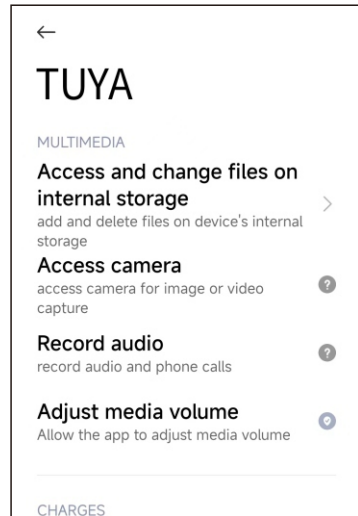 TUYA
MULTIMEDIA
Access and change files on
internal storage
add and delete files on device's internal
storage
Access camera
access camera for image or video
capture
Record audio
record audio and phone calls
Adjust media volume
Allow the app to adjust media volume
CHARGES